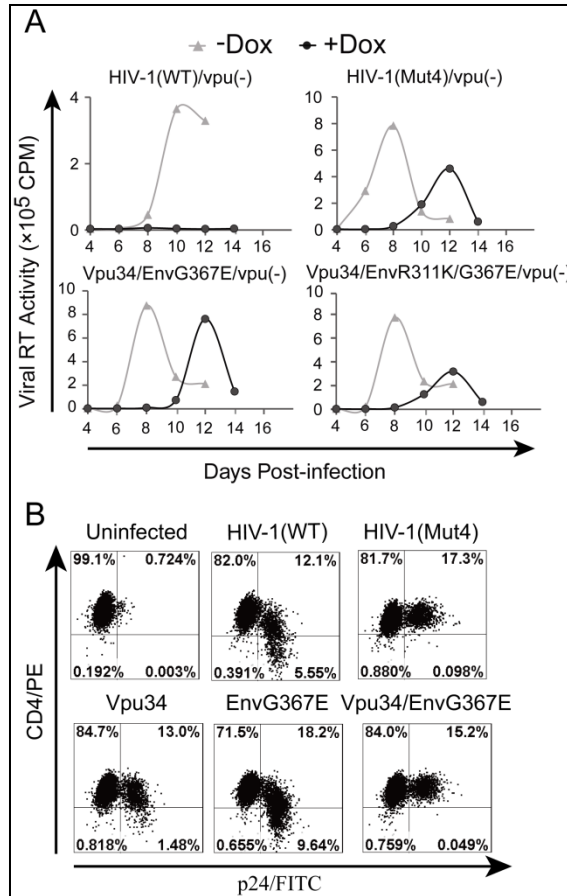 A
-Dox +Dox
HIV-1(WT)/vpu(-) HIV-1(Mut4)/vpu(-)
Viral RT Activity (×10⁵ CPM)
4
2
0
4 6 8 10 12 14 16
10
8
6
4
2
0
4 6 8 10 12 14 16
Vpu34/EnvG367E/vpu(-) Vpu34/EnvR311K/G367E/vpu(-)
10
8
6
4
2
0
4 6 8 10 12 14 16
10
8
6
4
2
0
4 6 8 10 12 14 16
Days Post-infection
B
Uninfected HIV-1(WT) HIV-1(Mut4)
99.1% 0.724% 82.0% 12.1% 81.7% 17.3%
0.192% 0.003% 0.391% 5.55% 0.880% 0.098%
CD4/PE
Vpu34 EnvG367E Vpu34/EnvG367E
84.7% 13.0% 71.5% 18.2% 84.0% 15.2%
0.818% 1.48% 0.655% 9.64% 0.759% 0.049%
p24/FITC